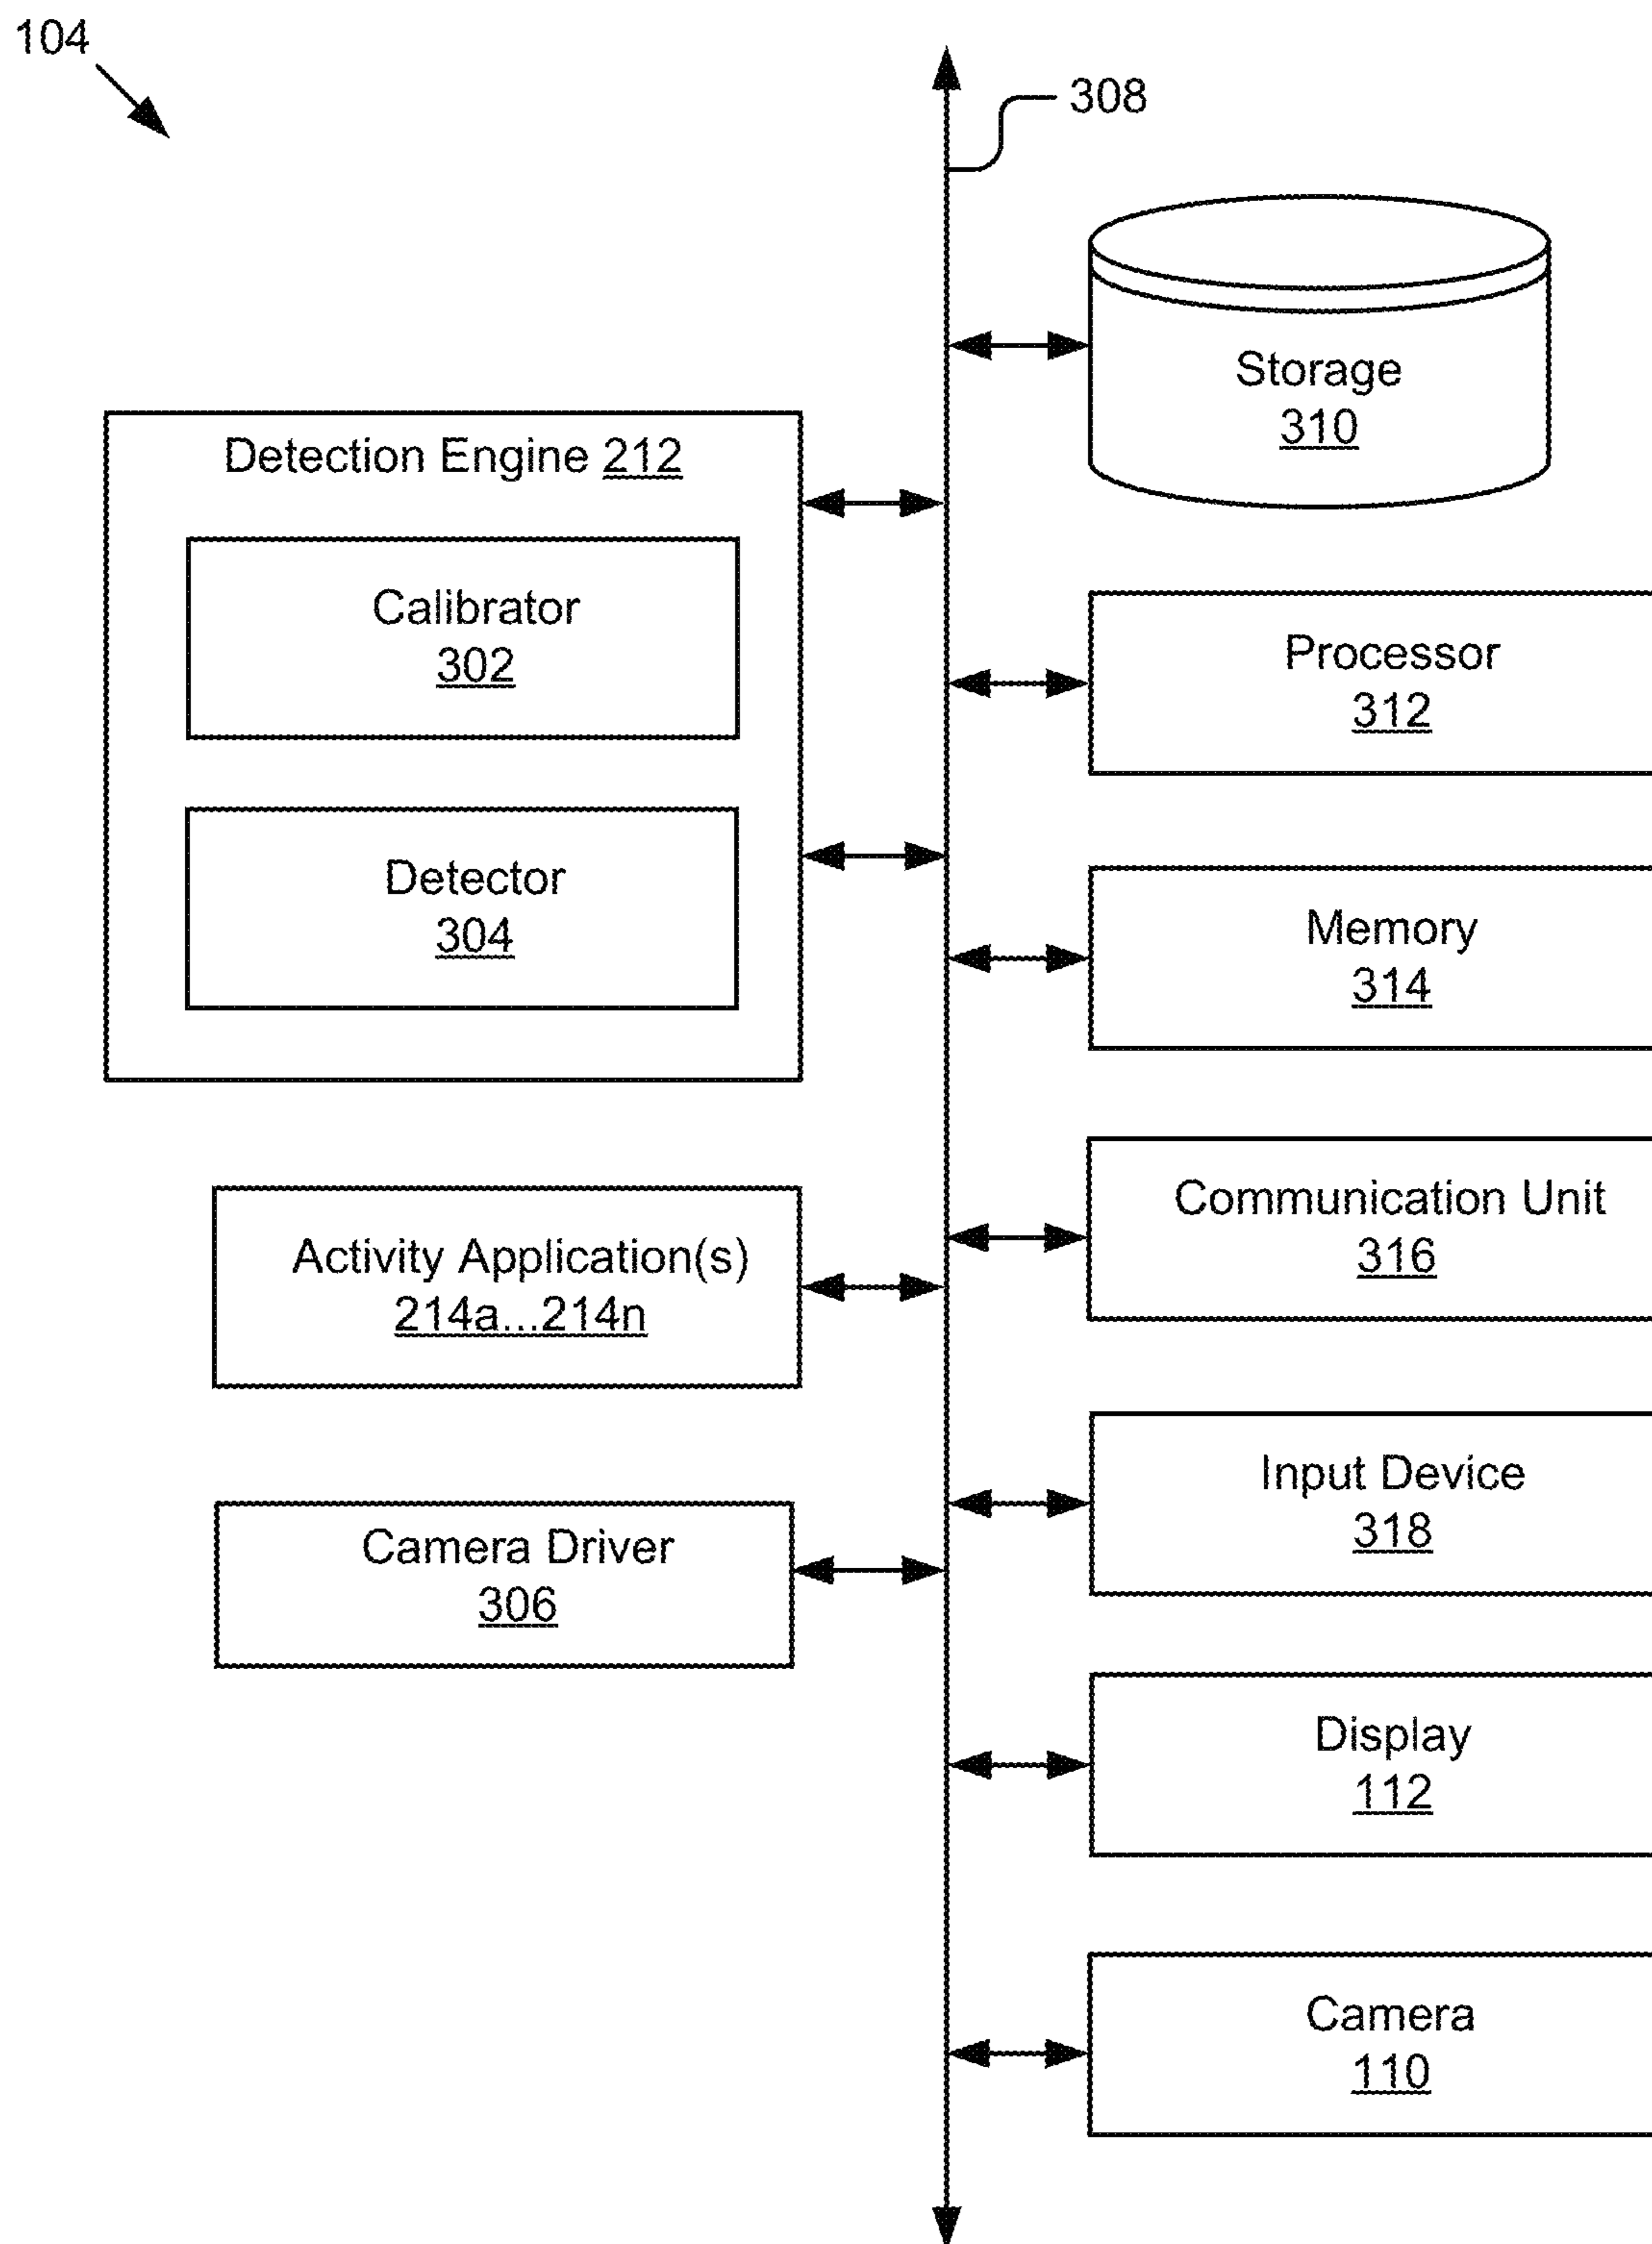 104
308
Storage
310
Detection Engine 212
Calibrator
302
Processor
312
Detector
304
Memory
314
Communication Unit
316
Activity Application(s)
214a...214n
Input Device
318
Camera Driver
306
Display
112
Camera
110